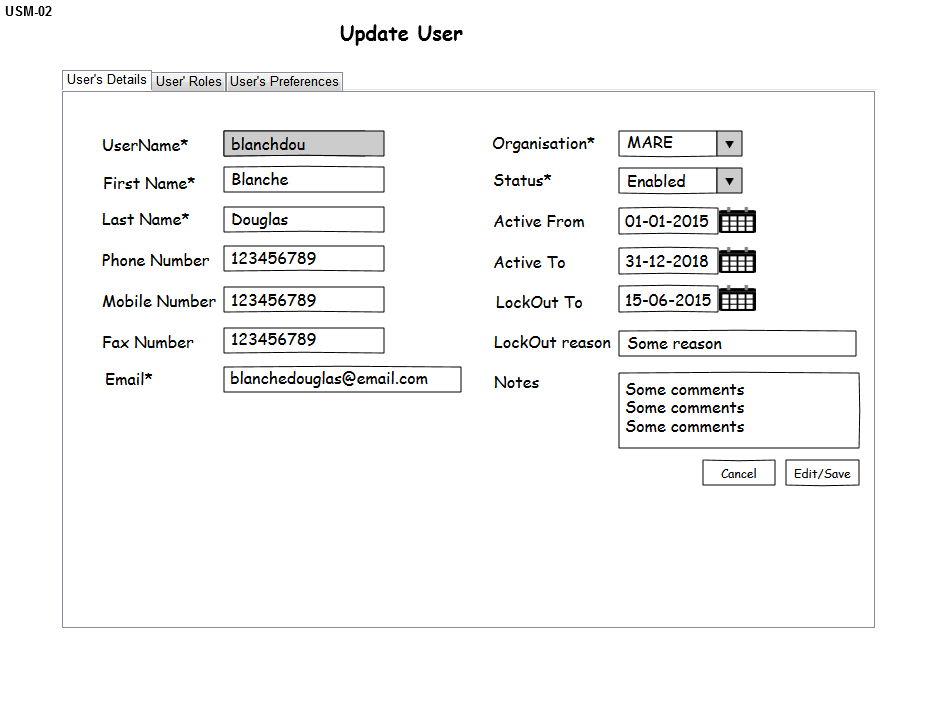 USM-02
Update User
User's Details User' Roles User's Preferences
UserName* blanchdou
First Name* Blanche
Last Name* Douglas
Phone Number 123456789
Mobile Number 123456789
Fax Number 123456789
Email* blanchedouglas@email.com
Organisation* MARE
Status* Enabled
Active From 01-01-2015
Active To 31-12-2018
LockOut To 15-06-2015
LockOut reason Some reason
Notes Some comments
Some comments
Some comments
Cancel Edit/Save